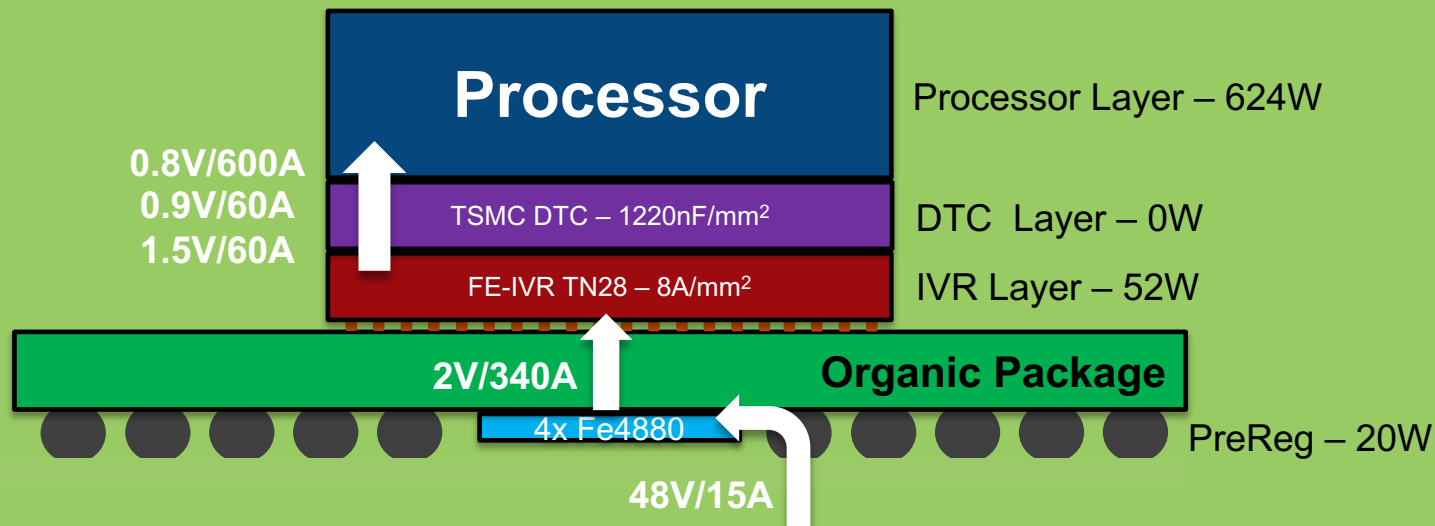 Processor
Processor Layer – 624W
0.8V/600A
0.9V/60A
1.5V/60A
TSMC DTC – 1220nF/mm²
DTC Layer – 0W
FE-IVR TN28 – 8A/mm²
IVR Layer – 52W
2V/340A
Organic Package
4x Fe4880
PreReg – 20W
48V/15A